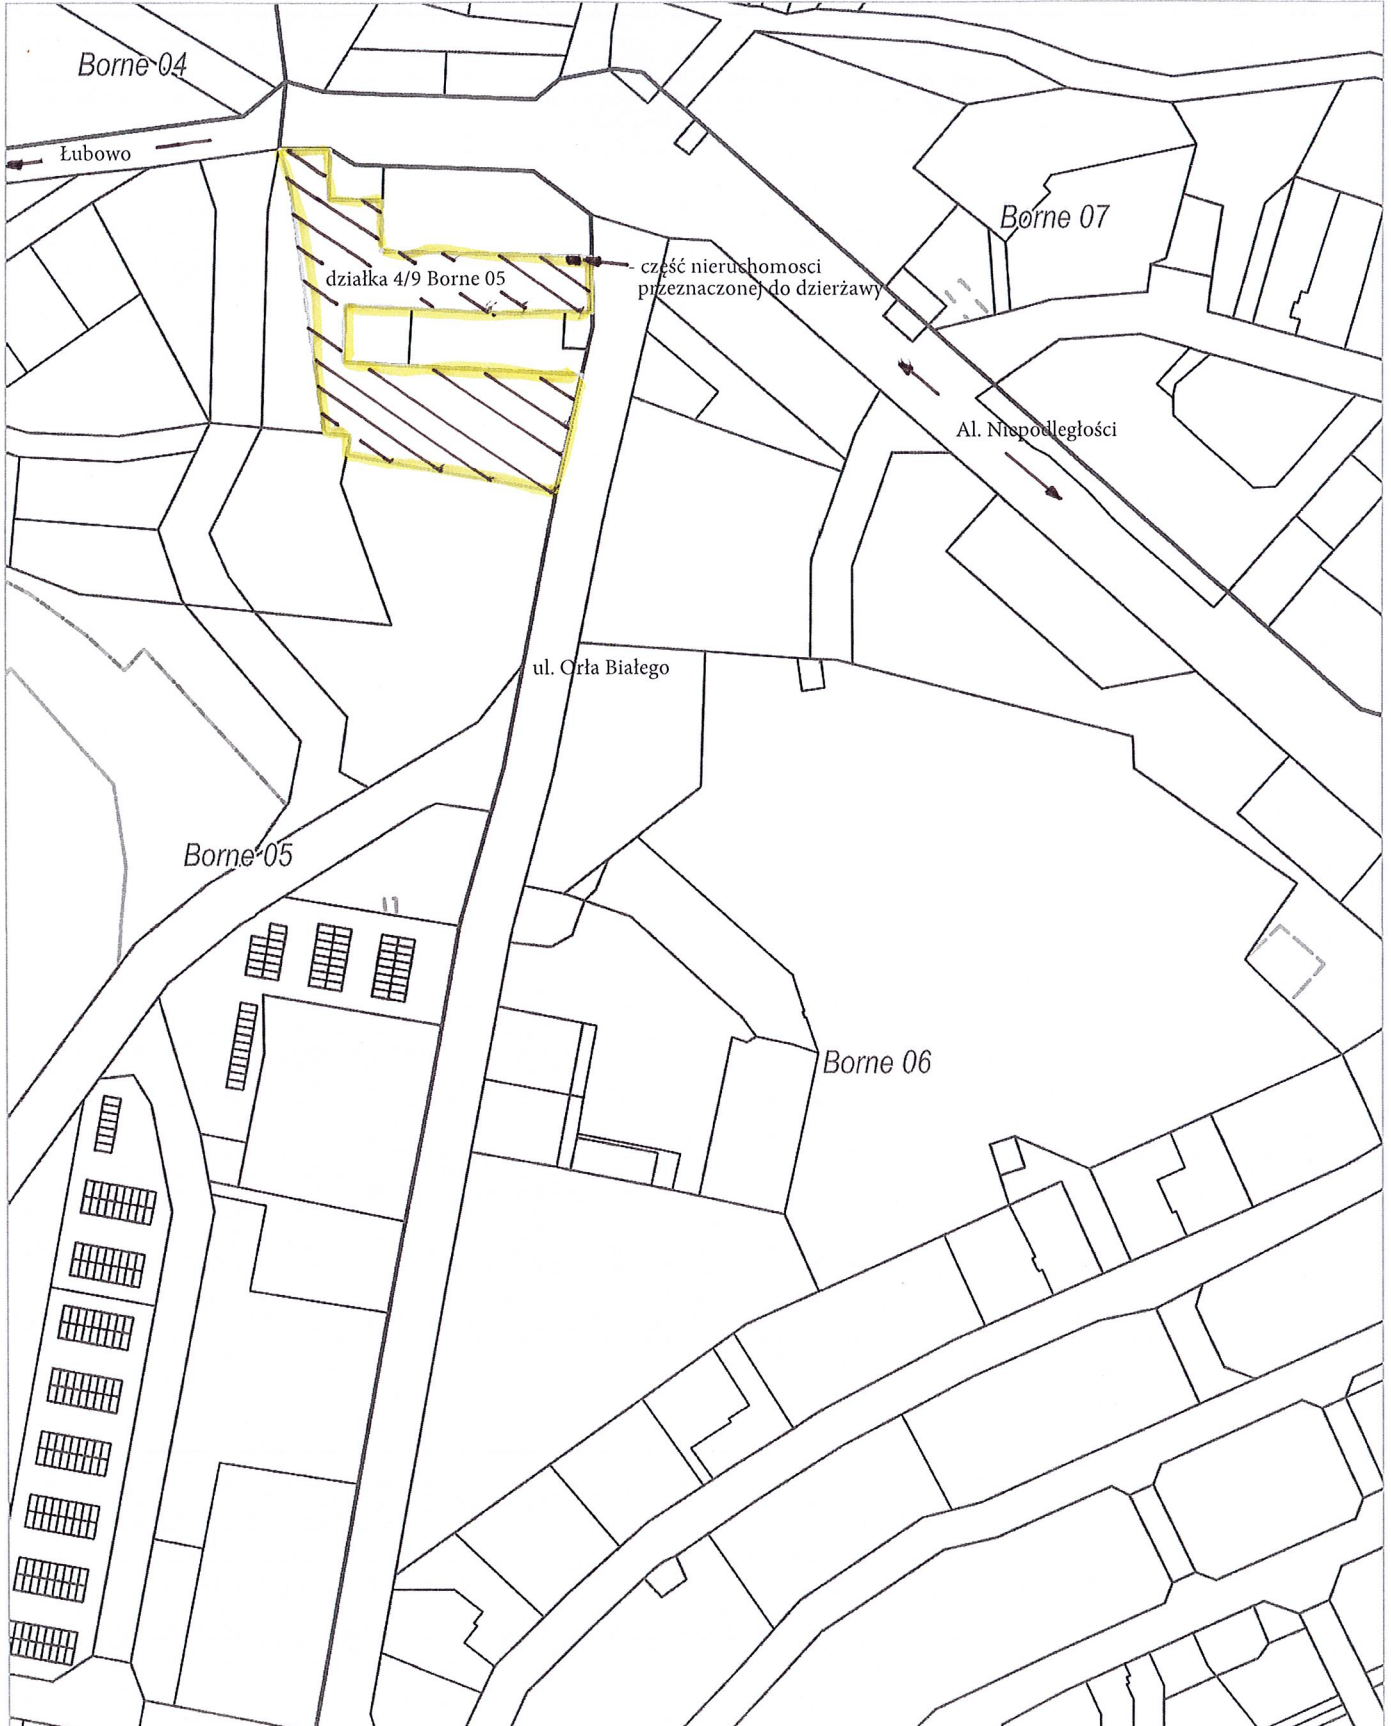 Borne 04
Łubowo
Borne 07
działka 4/9 Borne 05
- część nieruchomosci
przeznaczonej do dzierżawy
Al. Niepodległości
ul. Orła Białego
Borne 05
Borne 06